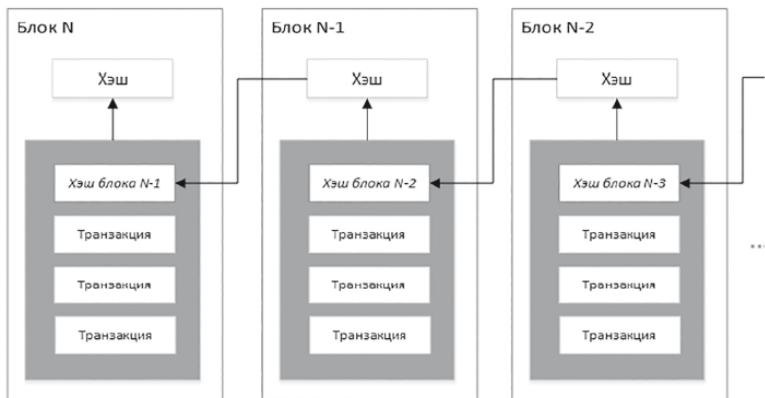 Блок N
Хэш
Хэш блока N-1
Транзакция
Транзакция
Транзакция
Блок N-1
Хэш
Хэш блока N-2
Транзакция
Транзакция
Транзакция
Блок N-2
Хэш
Хэш блока N-3
Транзакция
Транзакция
Транзакция
...